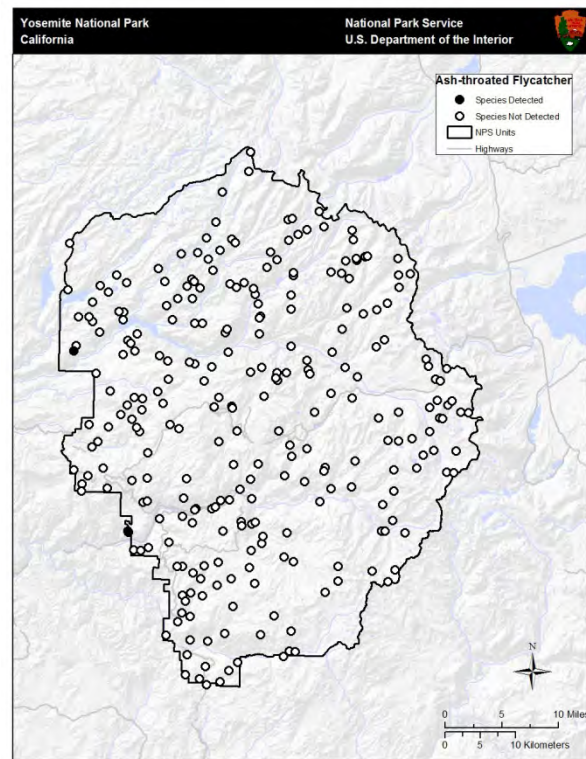 Yosemite National Park
California
National Park Service
U.S. Department of the Interior
Ash-throated Flycatcher
Species Detected
Species Not Detected
NPS Units
Highways
N
0 5 10 Miles
0 5 10 Kilometers